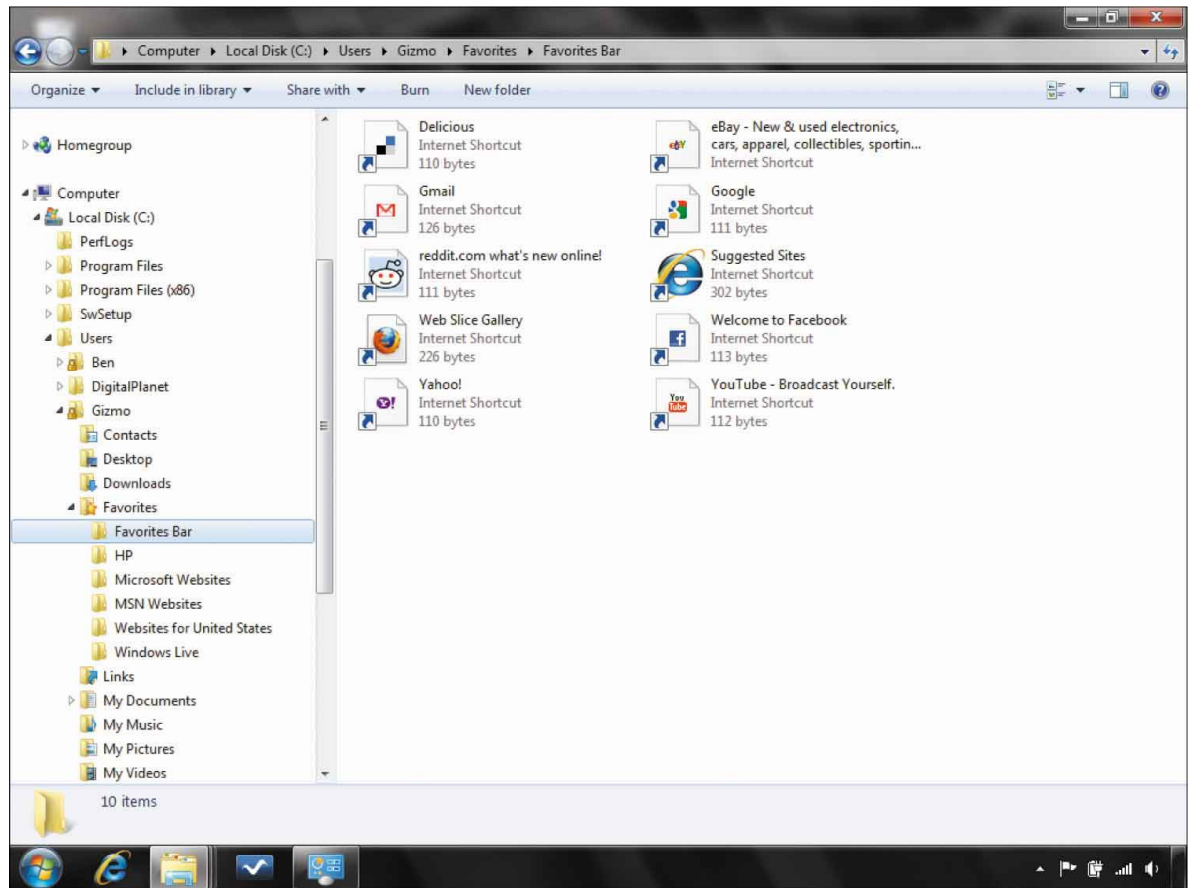 Computer ▸ Local Disk (C:) ▸ Users ▸ Gizmo ▸ Favorites ▸ Favorites Bar
Organize Include in library Share with Burn New folder
Homegroup
Computer
Local Disk (C:)
PerfLogs
Program Files
Program Files (x86)
SwSetup
Users
Ben
DigitalPlanet
Gizmo
Contacts
Desktop
Downloads
Favorites
Favorites Bar
HP
Microsoft Websites
MSN Websites
Websites for United States
Windows Live
Links
My Documents
My Music
My Pictures
My Videos
Delicious
Internet Shortcut
110 bytes
eBay - New & used electronics,
cars, apparel, collectibles, sportin...
Internet Shortcut
Gmail
Internet Shortcut
126 bytes
Google
Internet Shortcut
111 bytes
reddit.com what's new online!
Internet Shortcut
111 bytes
Suggested Sites
Internet Shortcut
302 bytes
Web Slice Gallery
Internet Shortcut
226 bytes
Welcome to Facebook
Internet Shortcut
113 bytes
Yahoo!
Internet Shortcut
110 bytes
YouTube - Broadcast Yourself.
Internet Shortcut
112 bytes
ebY
Y!
f
You
Tube
10 items